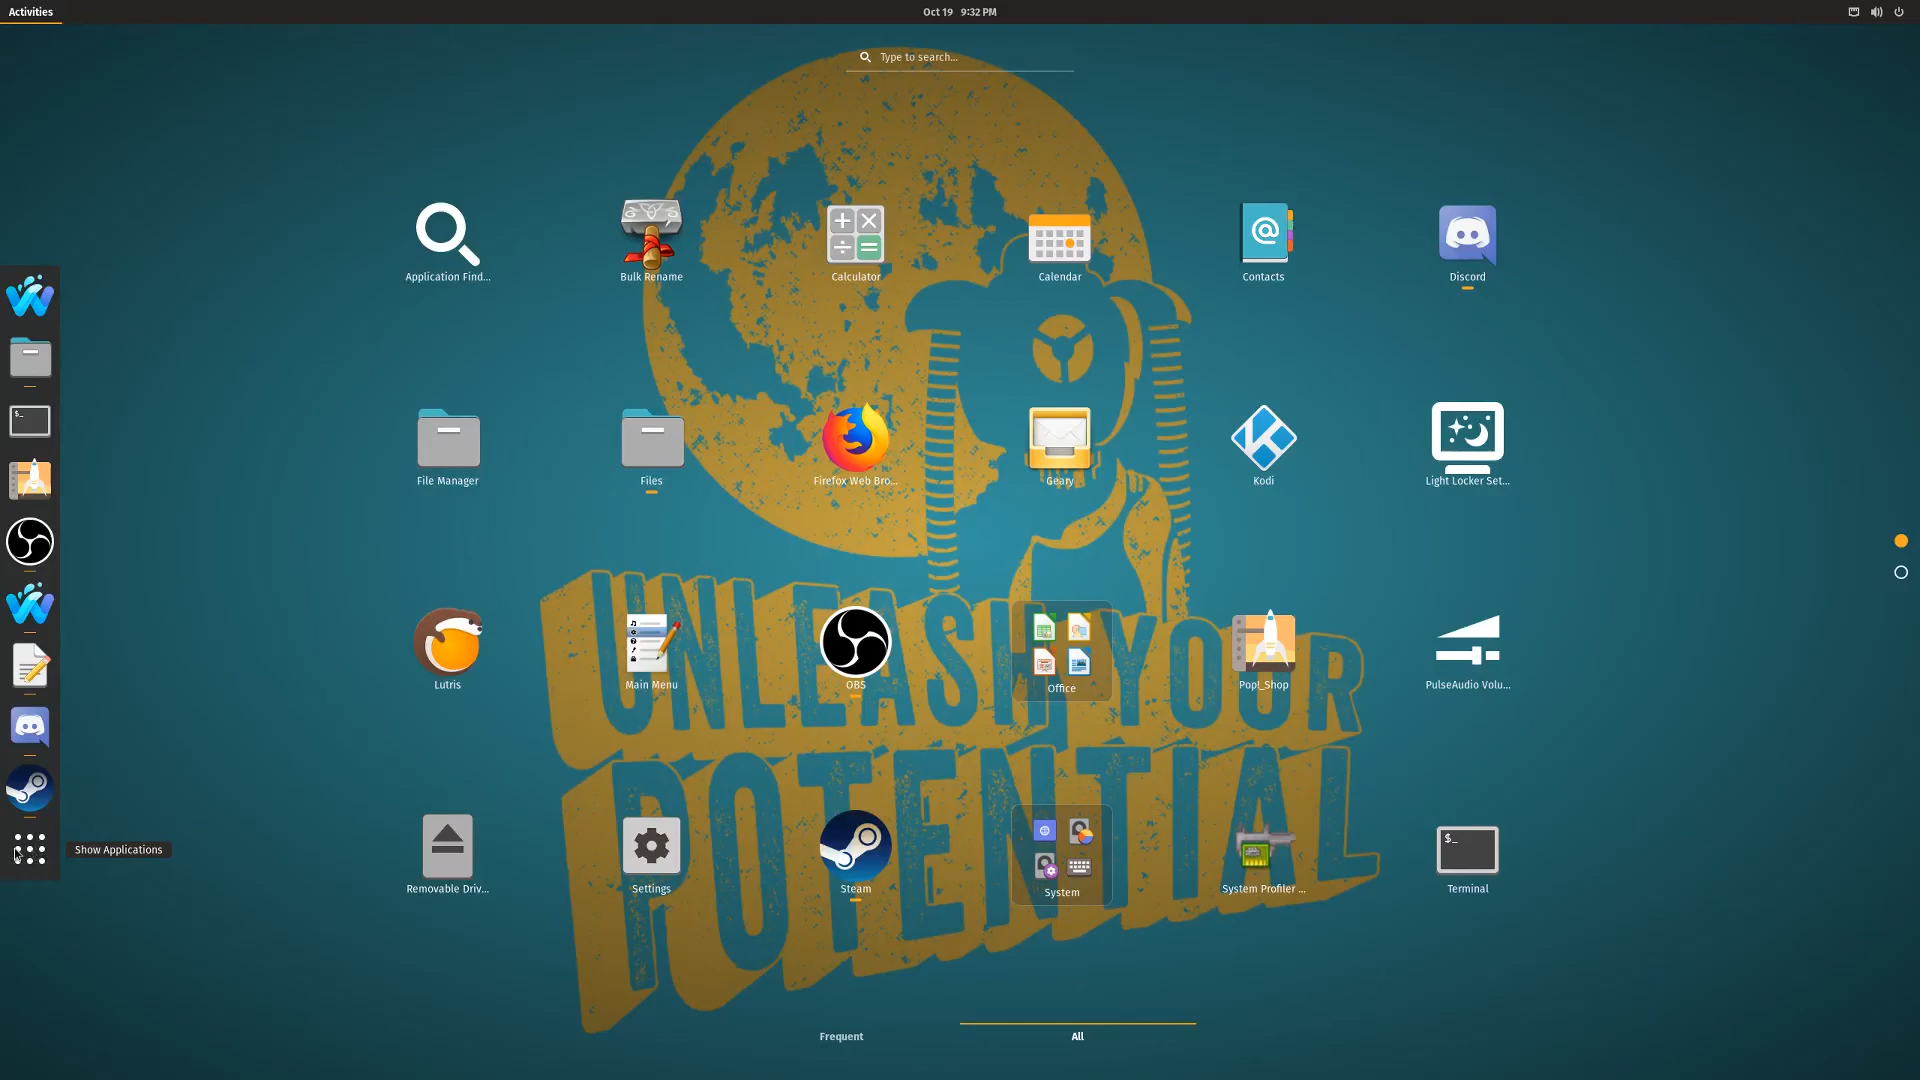 Activities
Oct 19 9:32 PM
Type to search...
Application Find...
Bulk Rename
Calculator
Calendar
Contacts
Discord
File Manager
Files
Firefox Web Bro...
Geary
Kodi
Light Locker Set...
Lutris
Main Menu
OBS
Office
Pop!_Shop
PulseAudio Volu...
UNLEASH YOUR
POTENTIAL
Show Applications
Removable Driv...
Settings
Steam
System
System Profiler ...
Terminal
Frequent
All